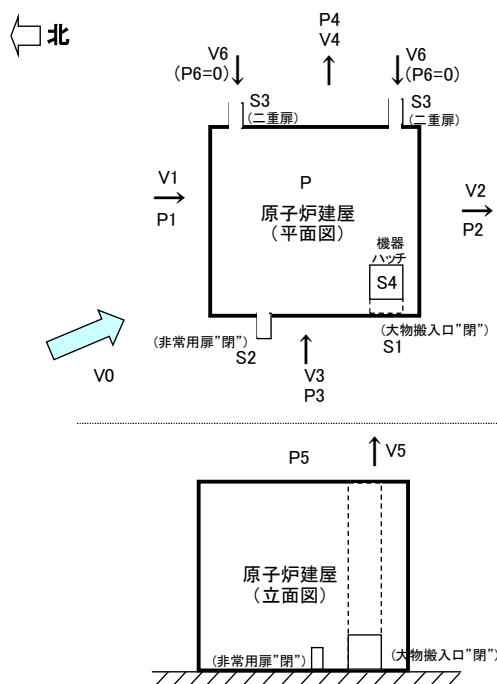 北
P4
V4
V6
(P6=0)
V6
(P6=0)
S3
(二重扉)
S3
(二重扉)
V1
P1
P
原子炉建屋
(平面図)
V2
P2
機器
ハッチ
S4
(非常用扉”閉”)
S2
(大物搬入口”閉”)
S1
V3
P3
V0
P5
V5
原子炉建屋
(立面図)
(非常用扉”閉”)
(大物搬入口”閉”)